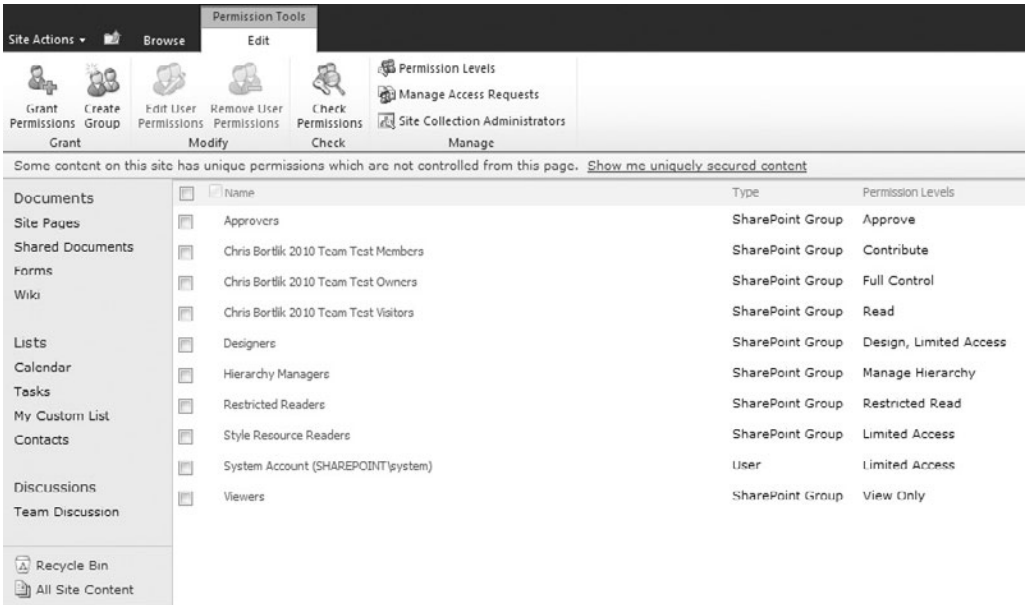 Permission Tools
Site Actions Browse Edit
Grant Permissions
Create Group
Edit User Permissions
Remove User Permissions
Check Permissions
Permission Levels
Manage Access Requests
Site Collection Administrators
Grant Modify Check Manage
Some content on this site has unique permissions which are not controlled from this page. Show me uniquely secured content
Documents
Site Pages
Shared Documents
Forms
Wiki
Lists
Calendar
Tasks
My Custom List
Contacts
Discussions
Team Discussion
Recycle Bin
All Site Content
Name Type Permission Levels
Approvers SharePoint Group Approve
Chris Bortlik 2010 Team Test Members SharePoint Group Contribute
Chris Bortlik 2010 Team Test Owners SharePoint Group Full Control
Chris Bortlik 2010 Team Test Visitors SharePoint Group Read
Designers SharePoint Group Design, Limited Access
Hierarchy Managers SharePoint Group Manage Hierarchy
Restricted Readers SharePoint Group Restricted Read
Style Resource Readers SharePoint Group Limited Access
System Account (SHAREPOINT\system) User Limited Access
Viewers SharePoint Group View Only